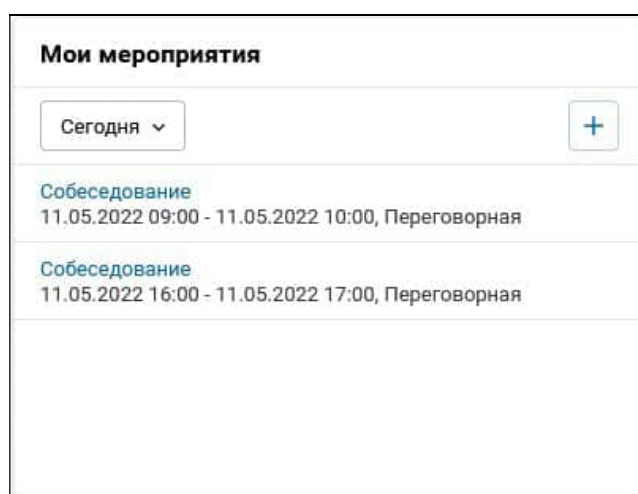 Мои мероприятия
Сегодня
+
Собеседование
11.05.2022 09:00 - 11.05.2022 10:00, Переговорная
Собеседование
11.05.2022 16:00 - 11.05.2022 17:00, Переговорная